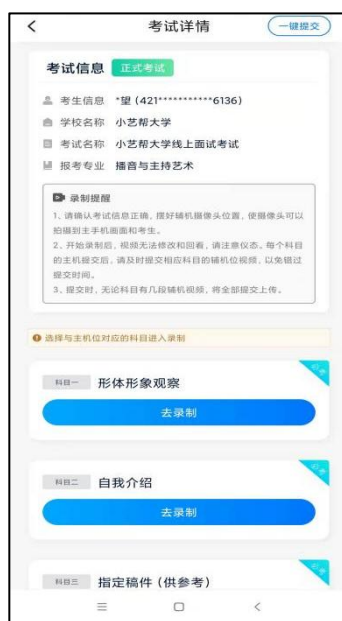 考试详情
一键提交
考试信息 正式考试
考生信息 *望 (421***********6136)
学校名称 小艺帮大学
考试名称 小艺帮大学线上面试考试
报考专业 播音与主持艺术
录制提醒
1、请确认考试信息正确，摆好辅机摄像头位置，使摄像头可以
拍摄到主手机画面和考生。
2、开始录制后，视频无法修改和回看，请注意仪态。每个科目
的主机提交后，请及时提交相应科目的辅机位视频，以免错过
提交时间。
3、提交时，无论科目有几段辅机视频，将全部提交上传。
选择与主机位对应的科目进入录制
科目一 形体形象观察 必考
去录制
科目二 自我介绍 必考
去录制
科目三 指定稿件 (供参考) 必考